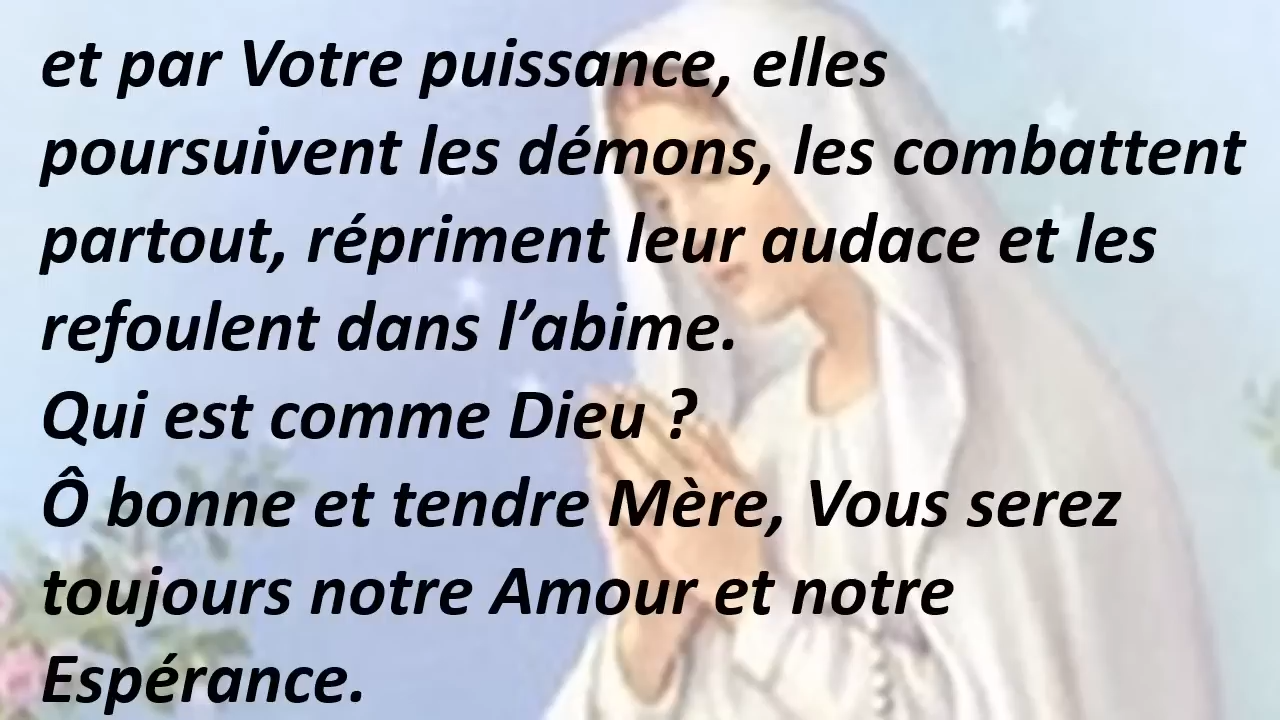 et par Votre puissance, elles
poursuivent les démons, les combattent
partout, répriment leur audace et les
refoulent dans l’abime.
Qui est comme Dieu ?
Ô bonne et tendre Mère, Vous serez
toujours notre Amour et notre
Espérance.